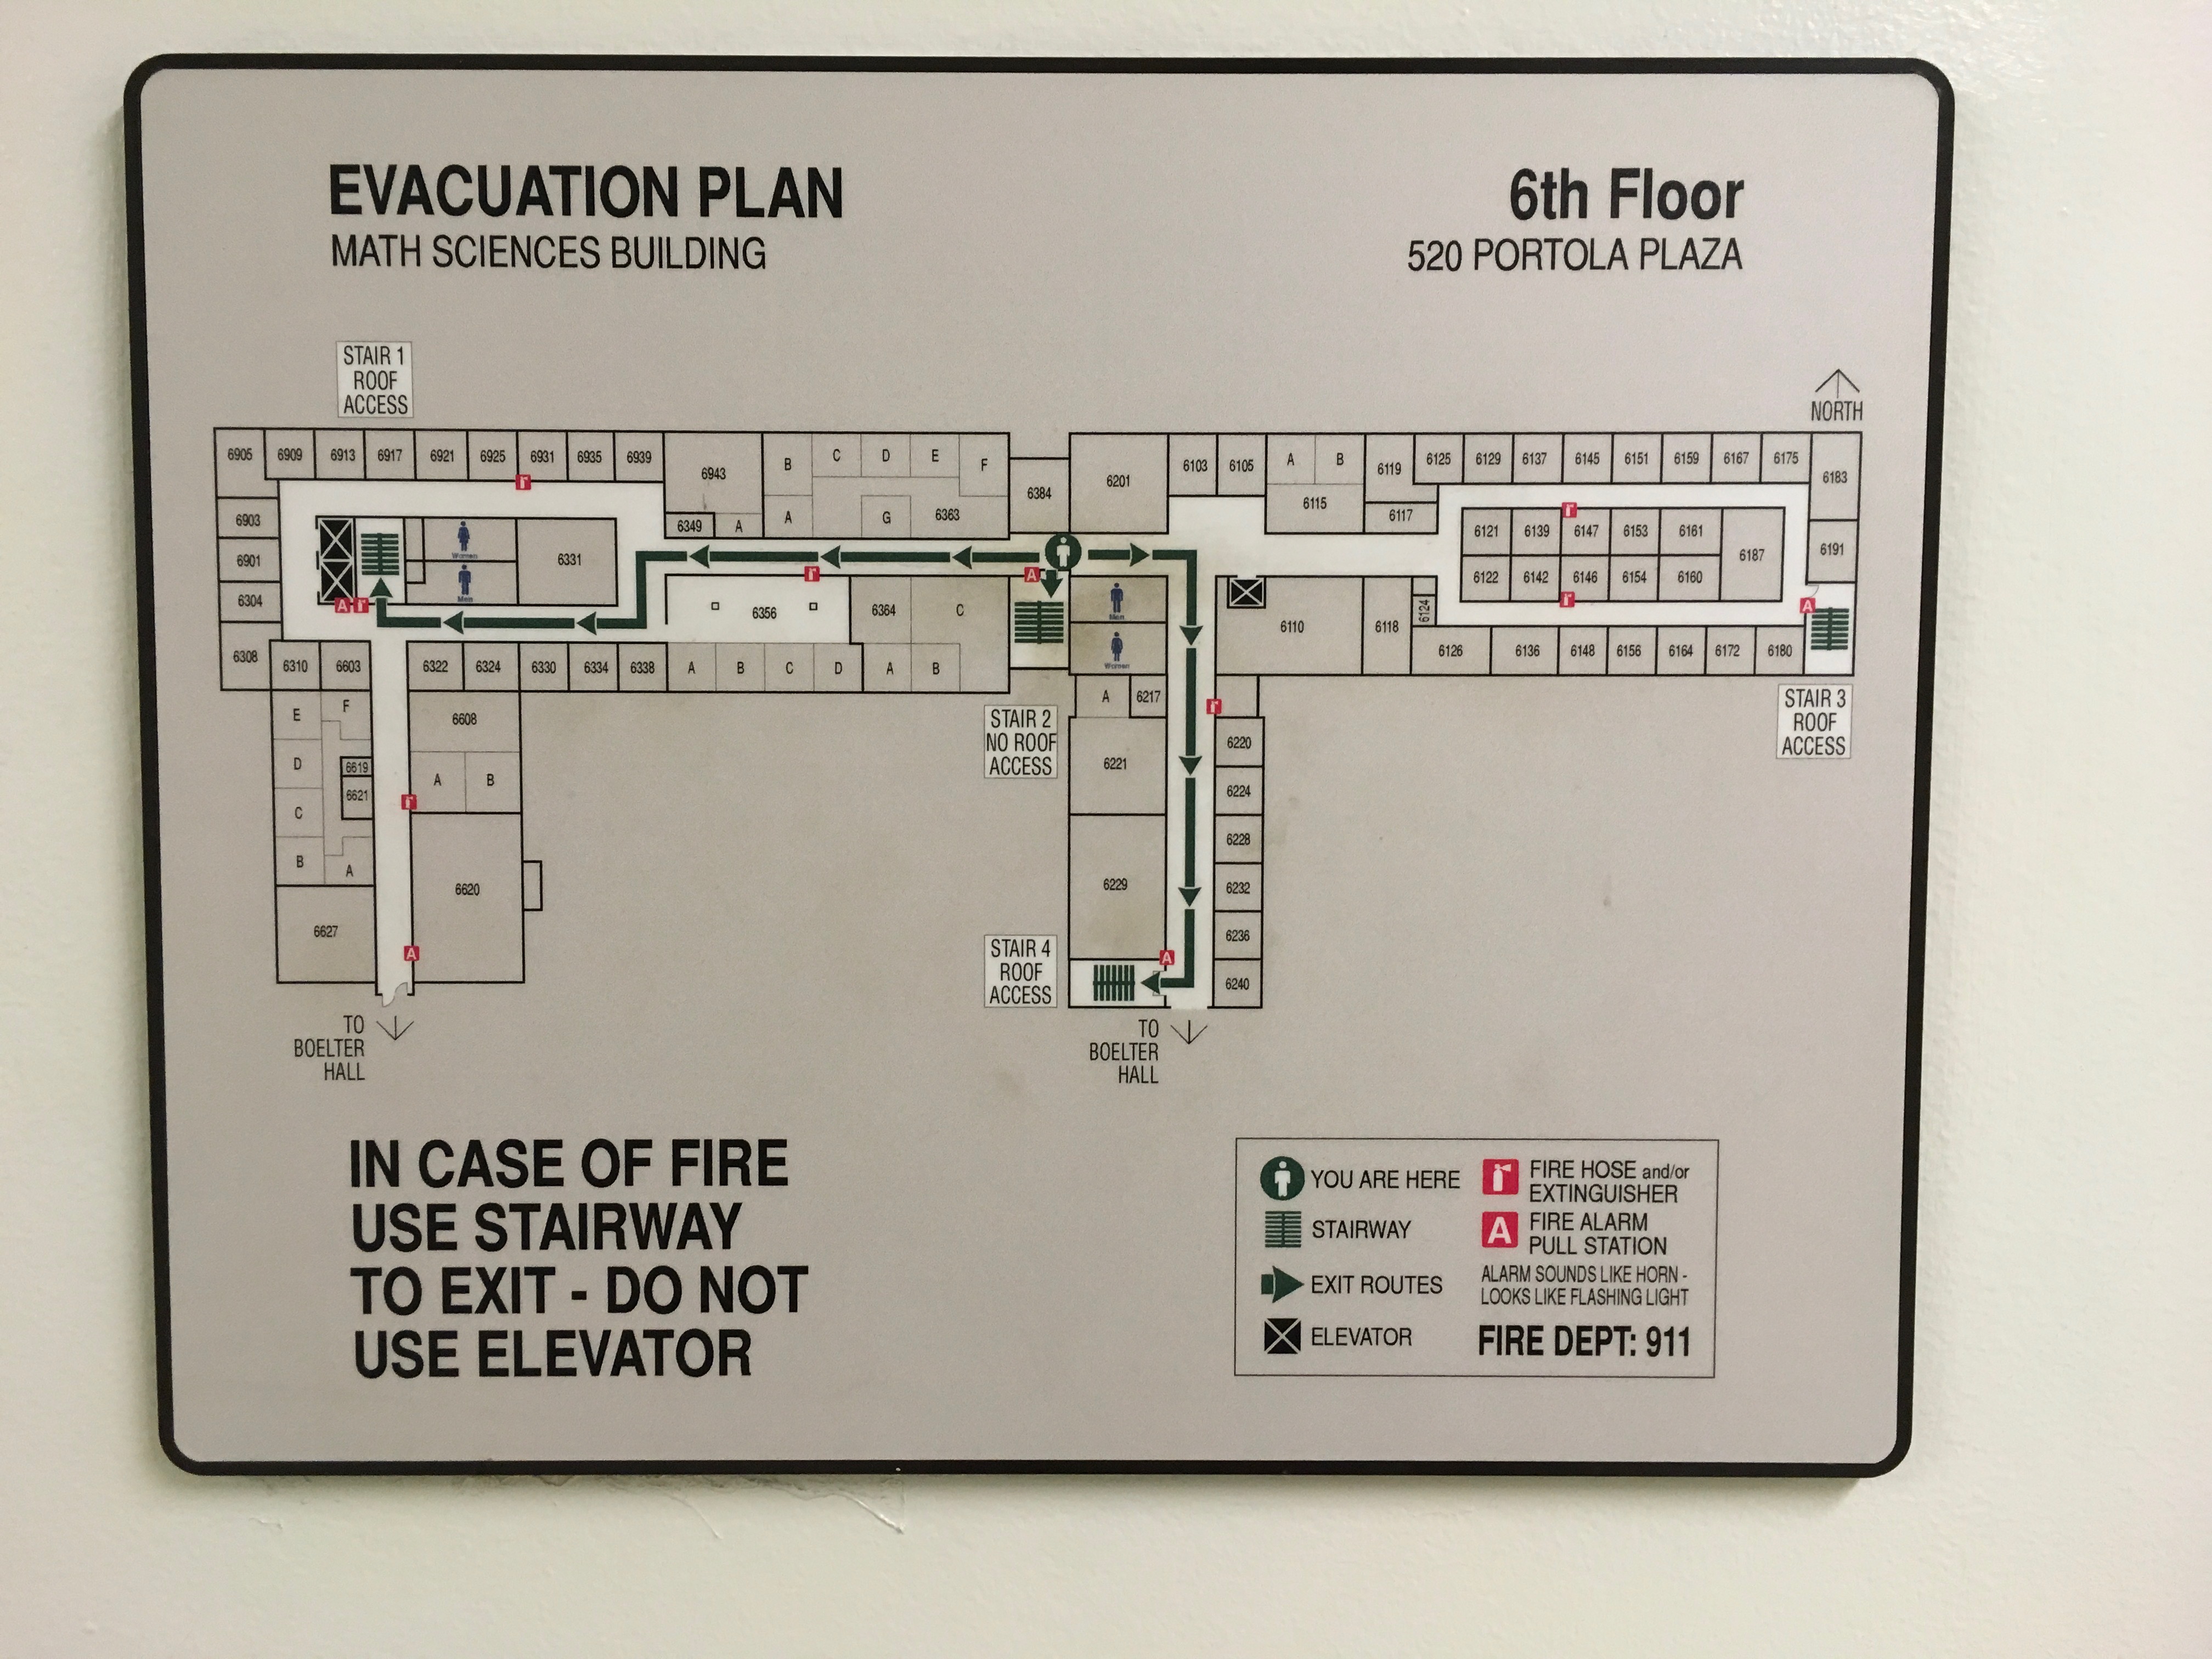 EVACUATION PLAN
MATH SCIENCES BUILDING
6th Floor
520 PORTOLA PLAZA
STAIR 1
ROOF
ACCESS
NORTH
6905 6909 6913 6917 6921 6925 6931 6935 6939 6943 B C D E F
6384 6201 6103 6105 A B 6119 6125 6129 6137 6145 6151 6159 6167 6175 6183
6903 6349 A A G 6363 6115 6117
6901 Women 6331 6121 6139 6147 6153 6161 6187 6191
6304 Men A 6356 6364 C A Men 6122 6142 6146 6154 6160 A
6308 6310 6603 6322 6324 6330 6334 6338 A B C D A B Women 6110 6118 6124 6126 6136 6148 6156 6164 6172 6180
E F 6608 A 6217
STAIR 2
NO ROOF
ACCESS
STAIR 3
ROOF
ACCESS
D 6619 A B 6221 6220
C 6621 6224
B A 6620 6229 6228
6232
6627 6236
A A
6240
STAIR 4
ROOF
ACCESS
TO
BOELTER
HALL
TO
BOELTER
HALL
IN CASE OF FIRE
USE STAIRWAY
TO EXIT - DO NOT
USE ELEVATOR
YOU ARE HERE
STAIRWAY
EXIT ROUTES
ELEVATOR
FIRE HOSE and/or
EXTINGUISHER
A FIRE ALARM
PULL STATION
ALARM SOUNDS LIKE HORN -
LOOKS LIKE FLASHING LIGHT
FIRE DEPT: 911